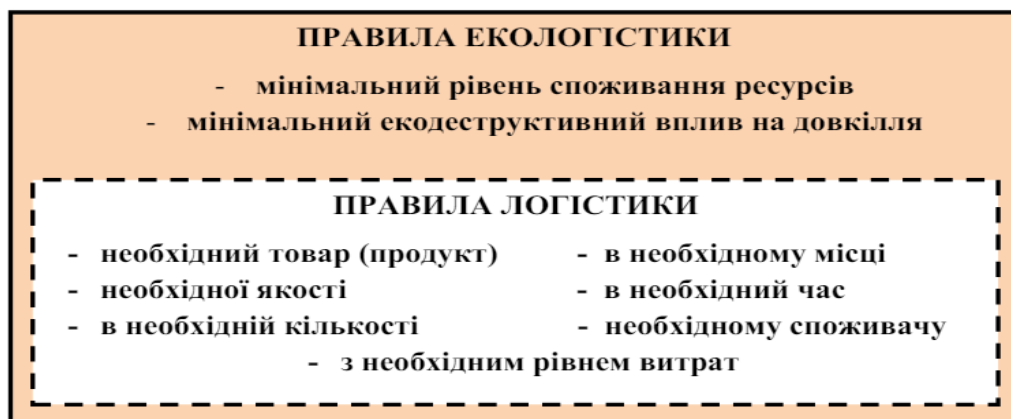 ПРАВИЛА ЕКОЛОГІСТИКИ
- мінімальний рівень споживання ресурсів
- мінімальний екодеструктивний вплив на довкілля
ПРАВИЛА ЛОГІСТИКИ
- необхідний товар (продукт)
- необхідної якості
- в необхідній кількості
- в необхідному місці
- в необхідний час
- необхідному споживачу
- з необхідним рівнем витрат